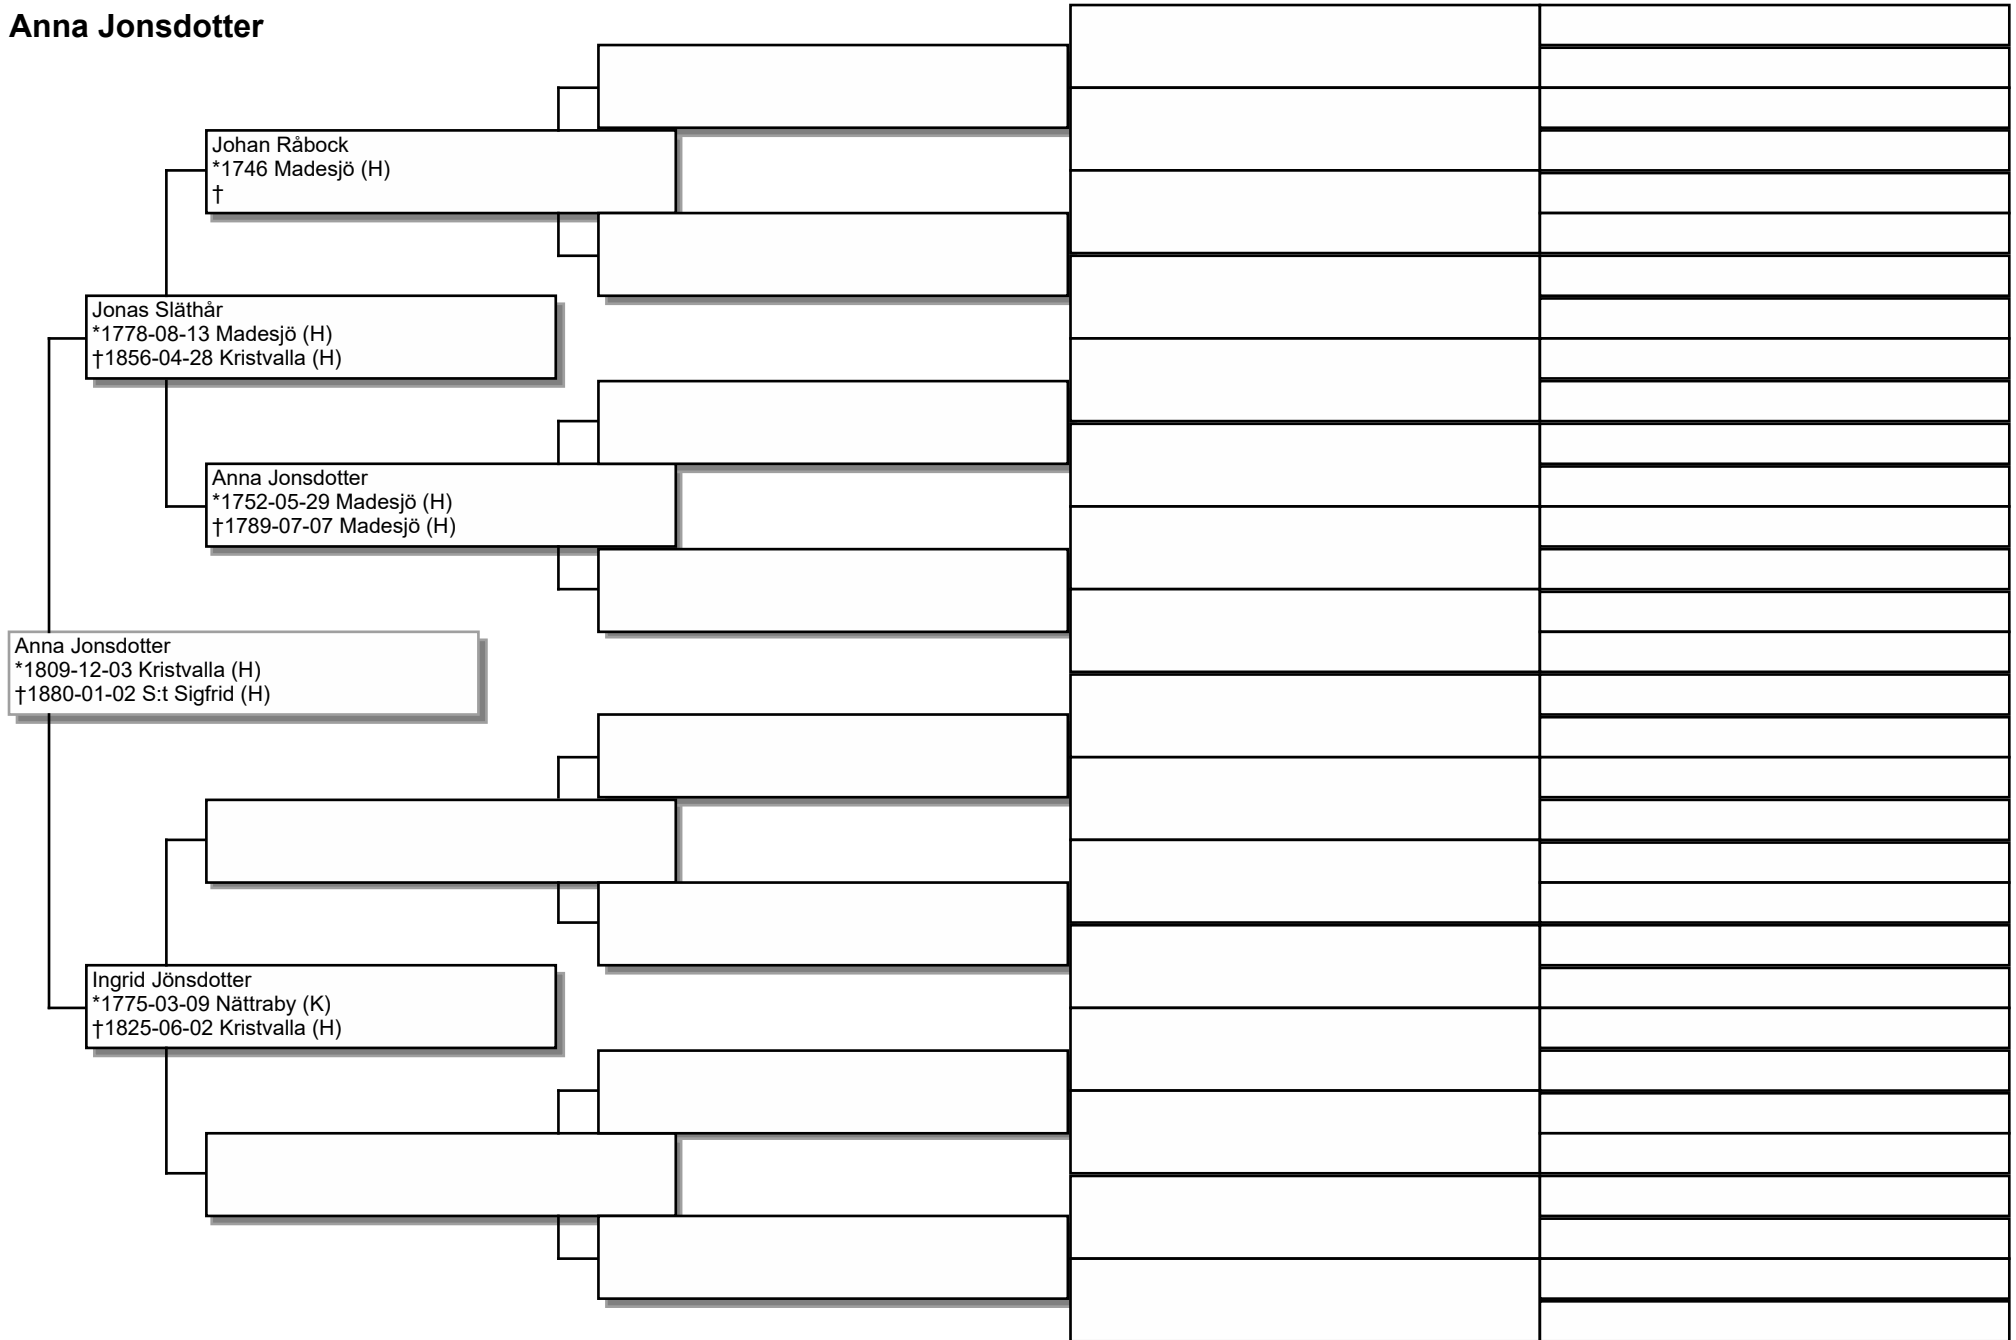 Anna Jonsdotter
Johan Råbock
*1746 Madesjö (H)
†
Jonas Släthår
*1778-08-13 Madesjö (H)
†1856-04-28 Kristvalla (H)
Anna Jonsdotter
*1752-05-29 Madesjö (H)
†1789-07-07 Madesjö (H)
Anna Jonsdotter
*1809-12-03 Kristvalla (H)
†1880-01-02 S:t Sigfrid (H)
Ingrid Jönsdotter
*1775-03-09 Nättraby (K)
†1825-06-02 Kristvalla (H)